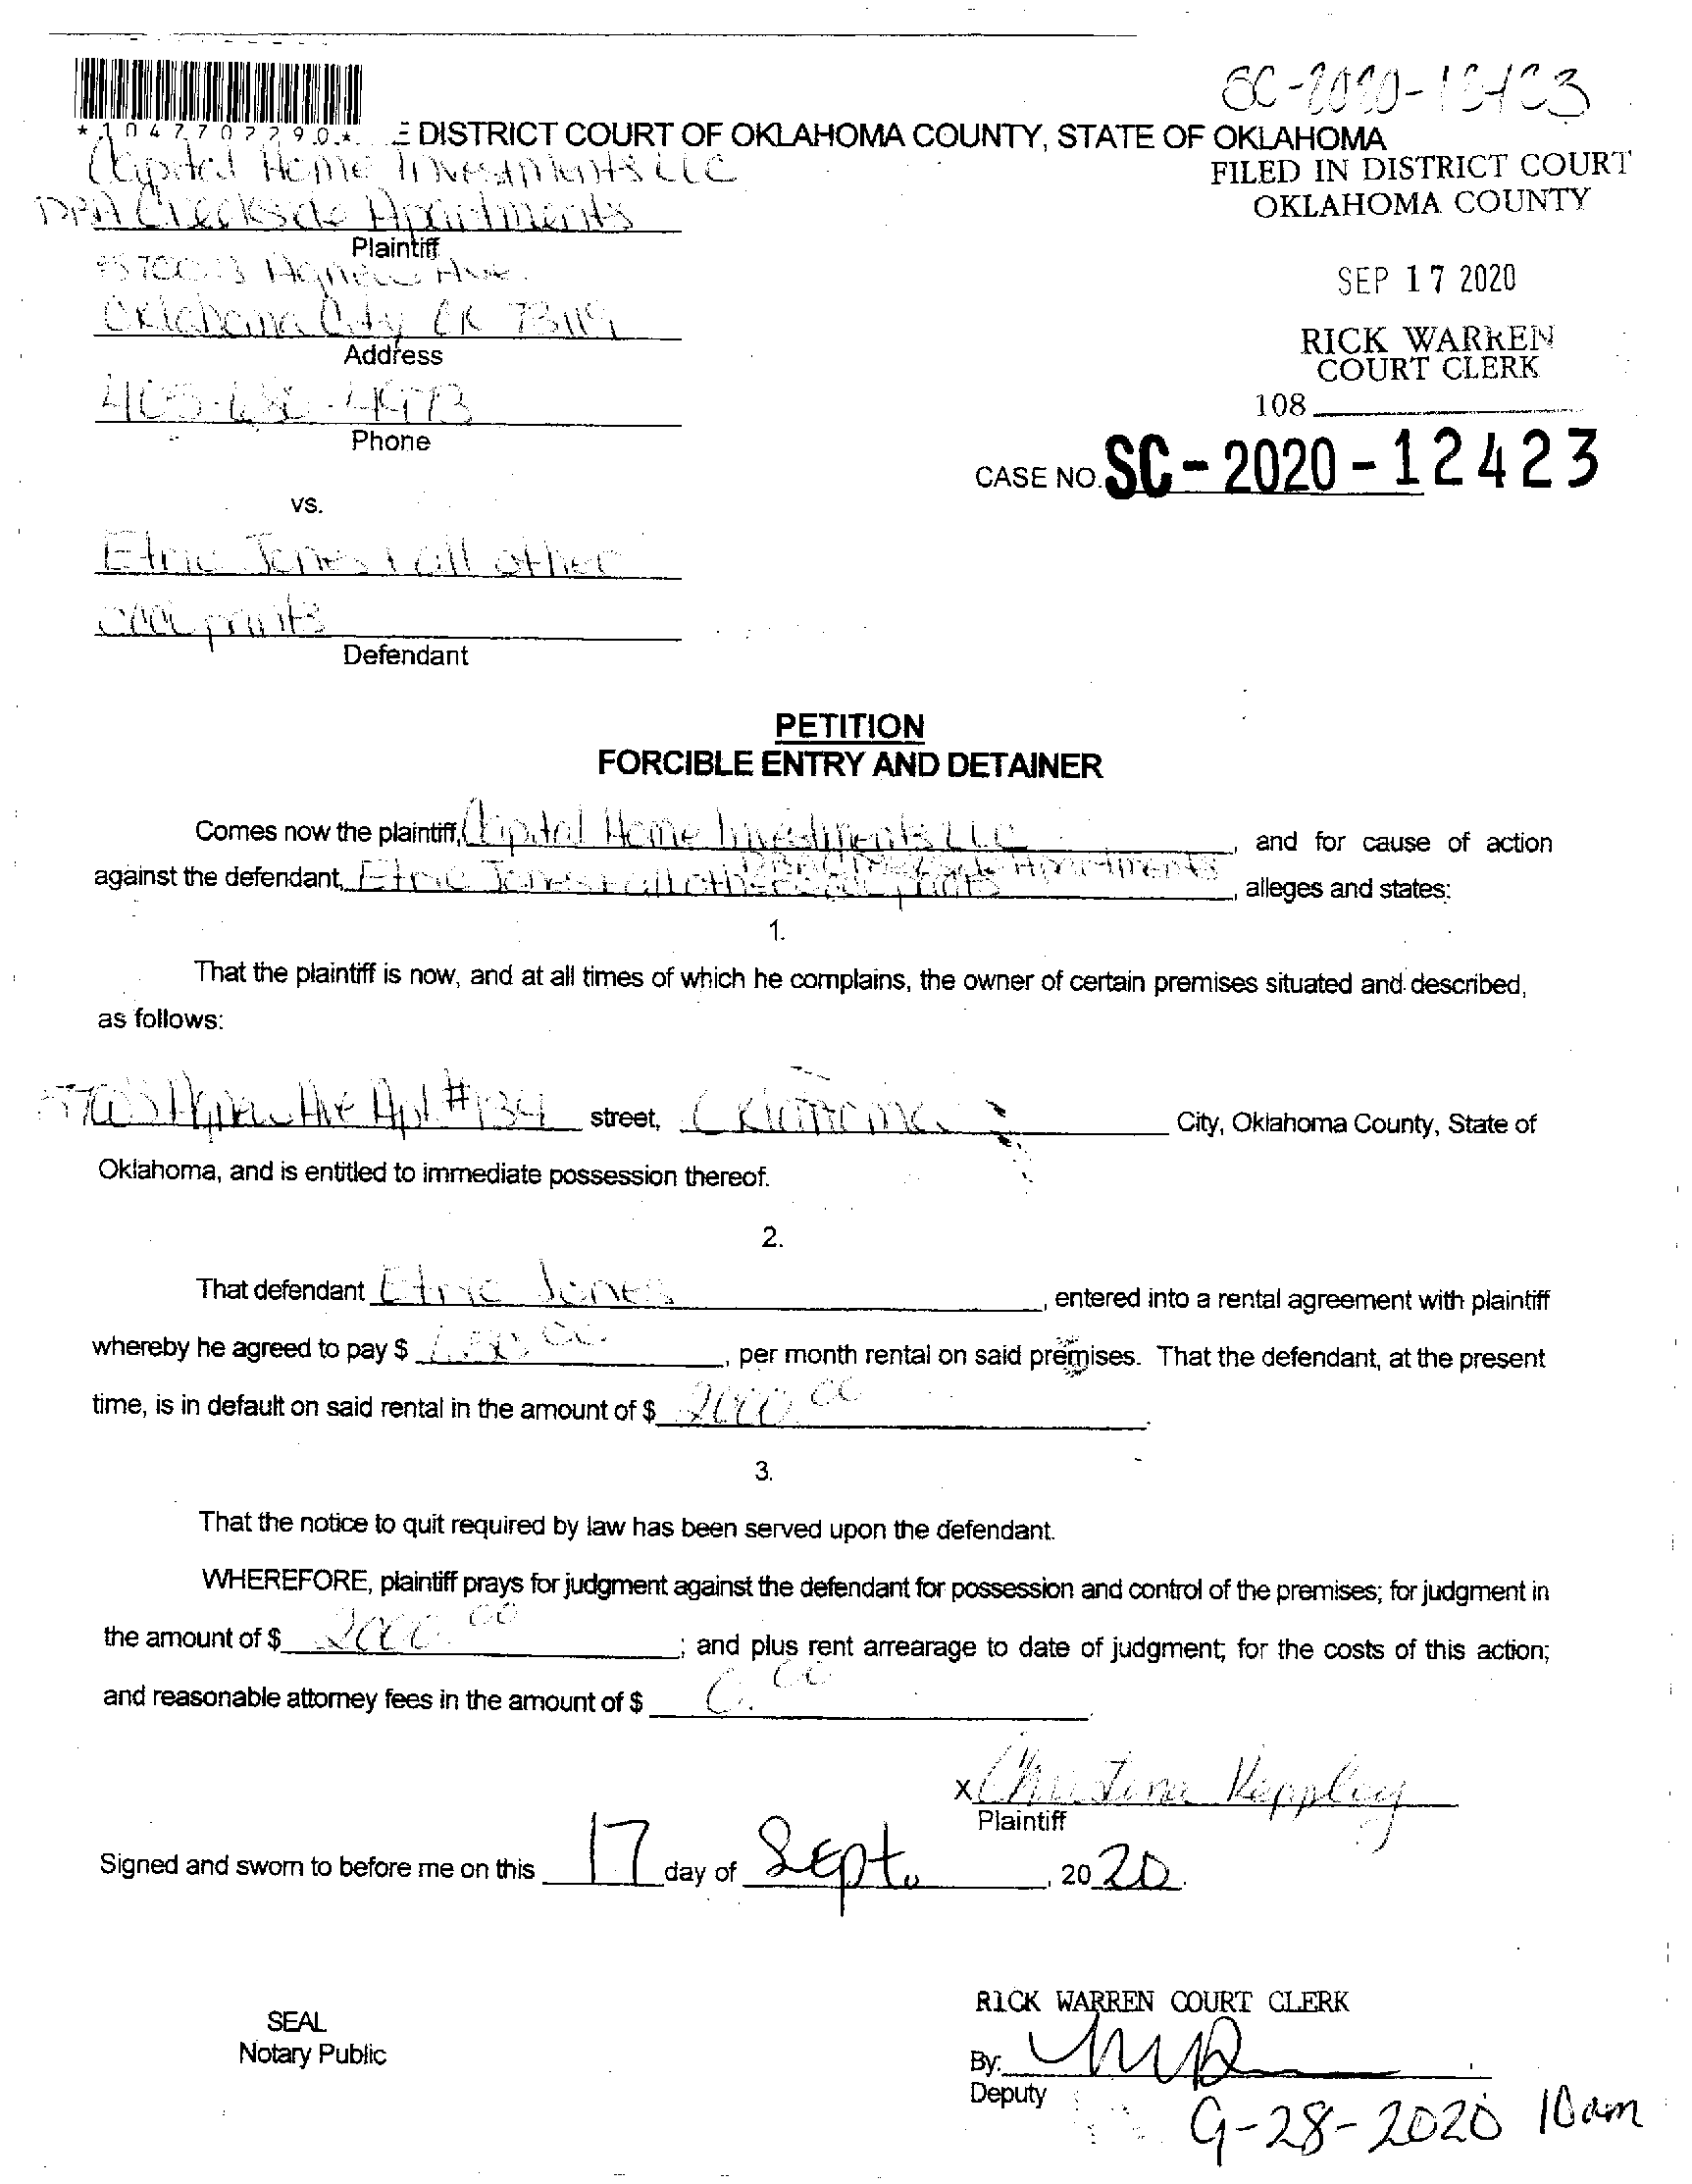 SC-2020-12423
*1047707290*
E DISTRICT COURT OF OKLAHOMA COUNTY, STATE OF OKLAHOMA
Capital Home Investments LLC
FILED IN DISTRICT COURT
OKLAHOMA COUNTY
DBA Creekside Apartments
Plaintiff
SEP 17 2020
5700 S Agnew Ave.
Oklahoma City OK 73119
Address
RICK WARREN
COURT CLERK
405-680-4973
Phone
108
CASE NO. SC-2020-12423
vs.
Etric Jones & all other
occupants
Defendant
PETITION
FORCIBLE ENTRY AND DETAINER
Comes now the plaintiff, Capital Home Investments LLC, and for cause of action
DBA Creekside Apartments
against the defendant, Etric Jones & all other occupants, alleges and states:
1.
That the plaintiff is now, and at all times of which he complains, the owner of certain premises situated and described,
as follows:
5700 S Agnew Ave Apt #134 street, Oklahoma City, Oklahoma County, State of
Oklahoma, and is entitled to immediate possession thereof.
2.
That defendant Etric Jones, entered into a rental agreement with plaintiff
whereby he agreed to pay $, per month rental on said premises. That the defendant, at the present
time, is in default on said rental in the amount of $ 2000.00.
3.
That the notice to quit required by law has been served upon the defendant.
WHEREFORE, plaintiff prays for judgment against the defendant for possession and control of the premises; for judgment in
the amount of $ 2000.00; and plus rent arrearage to date of judgment; for the costs of this action;
and reasonable attorney fees in the amount of $ 0.00.
X Christina Keppley
Plaintiff
Signed and sworn to before me on this 17 day of Sept., 2020.
RICK WARREN COURT CLERK
SEAL
Notary Public
By:
Deputy
9-28-2020 10am